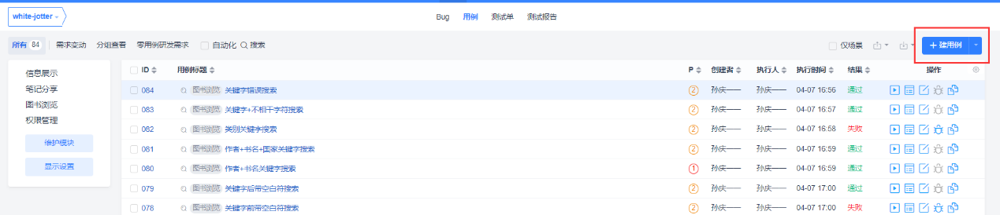 white-jotter Bug 用例 测试单 测试报告
所有 84 需求变动 分组查看 零用例研发需求 自动化 搜索 仅场景 建用例
信息展示
笔记分享
图书浏览
权限管理
维护模块
显示设置
ID 用例标题 P 创建者 执行人 执行时间 结果 操作
084 图书浏览 关键字错误搜索 2 孙庆—— 孙庆—— 04-07 16:56 通过
083 图书浏览 关键字+不相干字符搜索 2 孙庆—— 孙庆—— 04-07 16:57 通过
082 图书浏览 类别关键字搜索 2 孙庆—— 孙庆—— 04-07 16:58 失败
081 图书浏览 作者+书名+国家关键字搜索 2 孙庆—— 孙庆—— 04-07 16:59 通过
080 图书浏览 作者+书名关键字搜索 1 孙庆—— 孙庆—— 04-07 16:59 通过
079 图书浏览 关键字后带空白符搜索 2 孙庆—— 孙庆—— 04-07 17:00 通过
078 图书浏览 关键字前带空白符搜索 2 孙庆—— 孙庆—— 04-07 17:00 失败